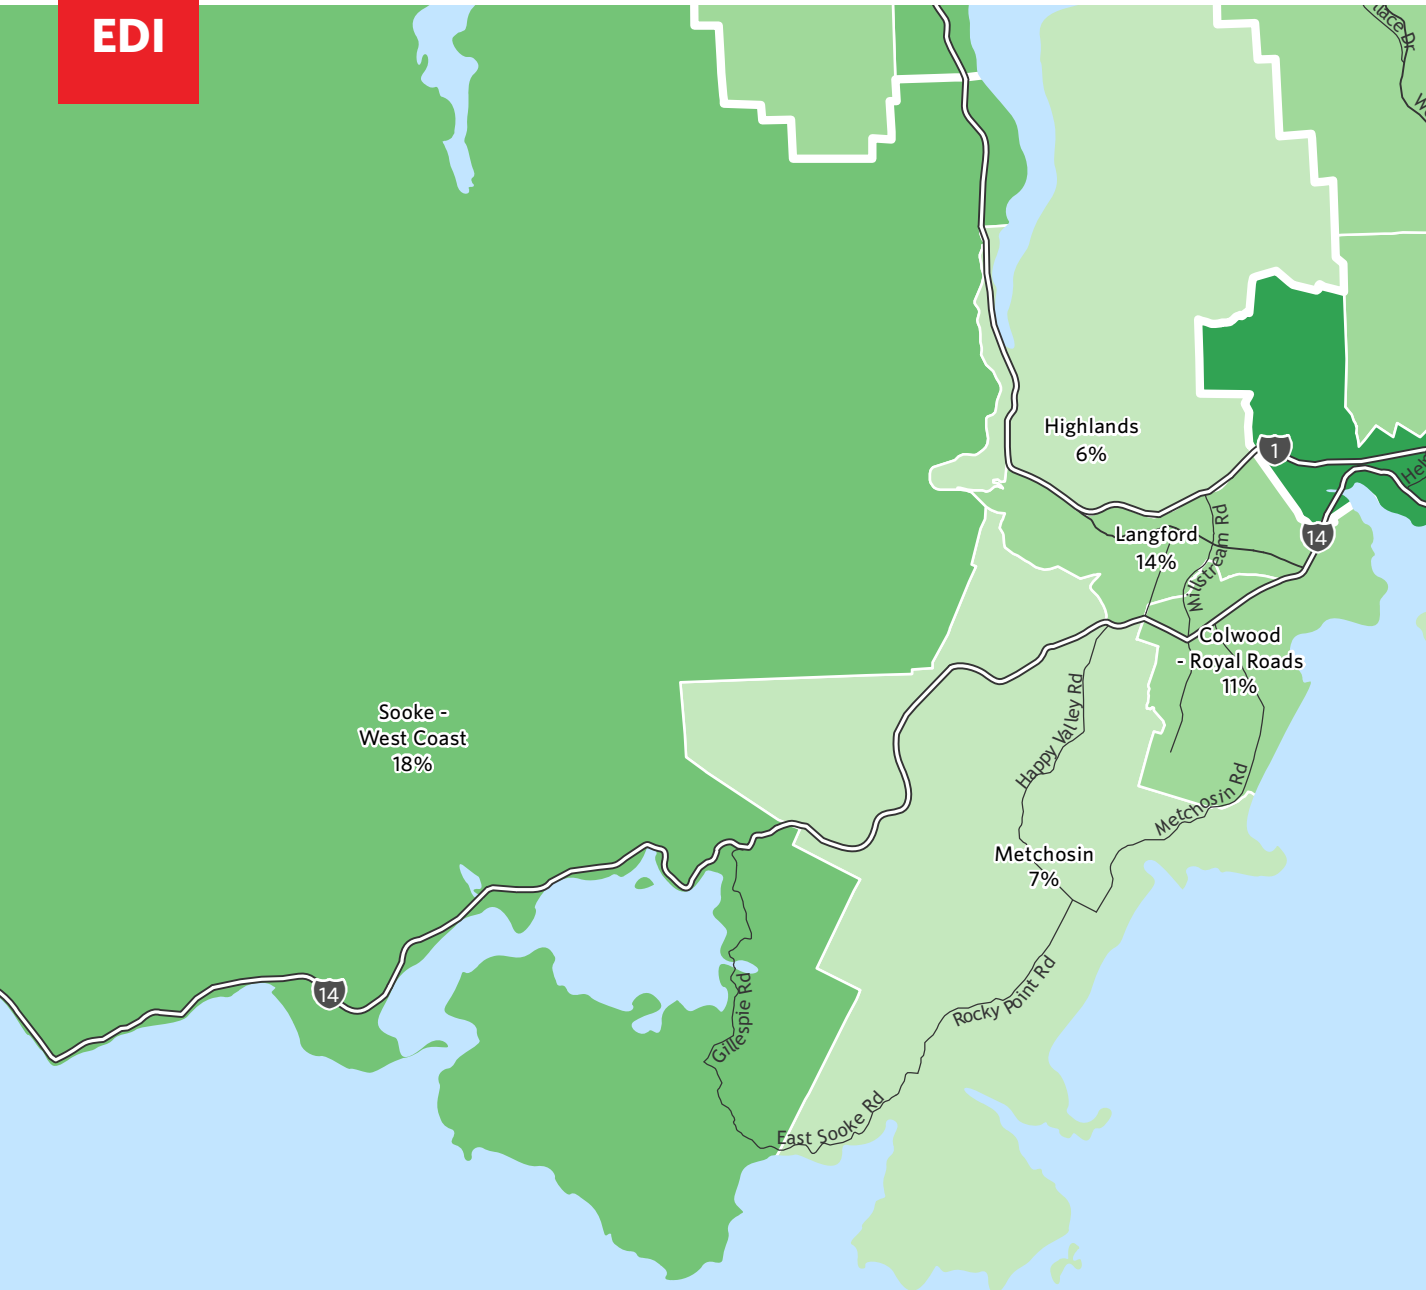 EDI
Highlands
6%
1
Langford
14%
14
Millstream Rd
Colwood
- Royal Roads
11%
Sooke -
West Coast
18%
Happy Valley Rd
Metchosin Rd
Metchosin
7%
14
Gillespie Rd
Rocky Point Rd
East Sooke Rd